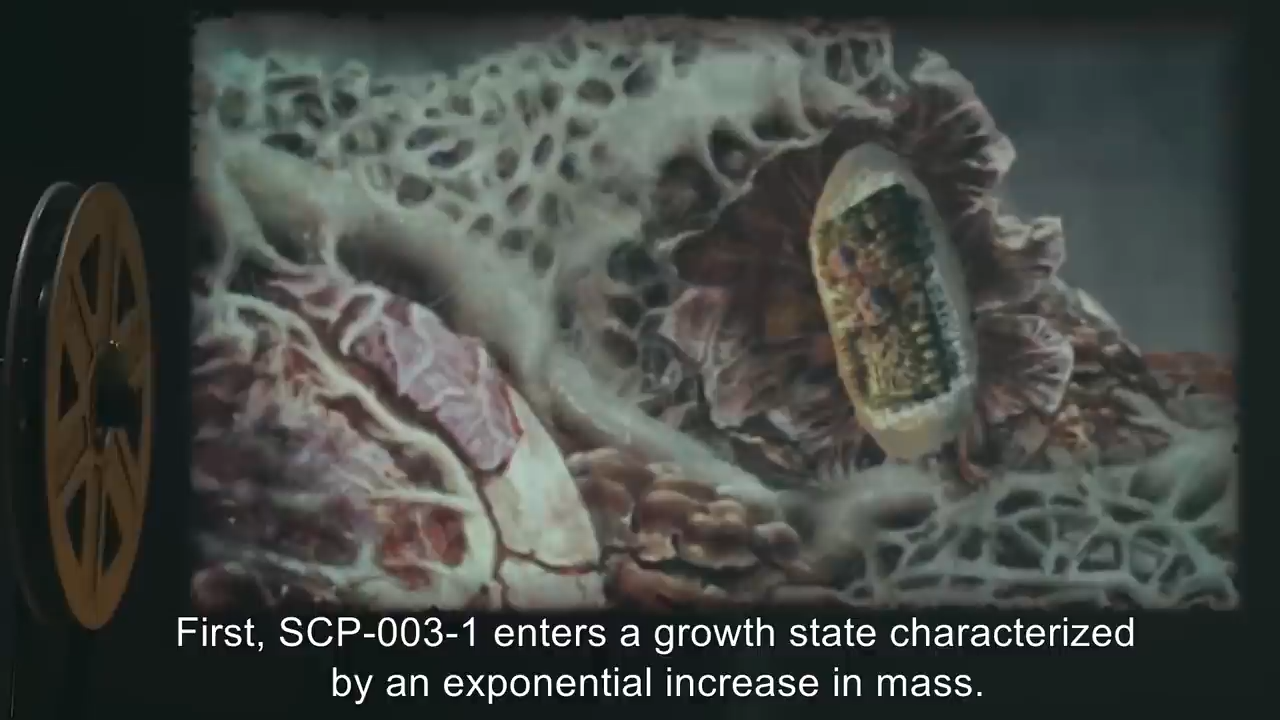 First, SCP-003-1 enters a growth state characterized
by an exponential increase in mass.